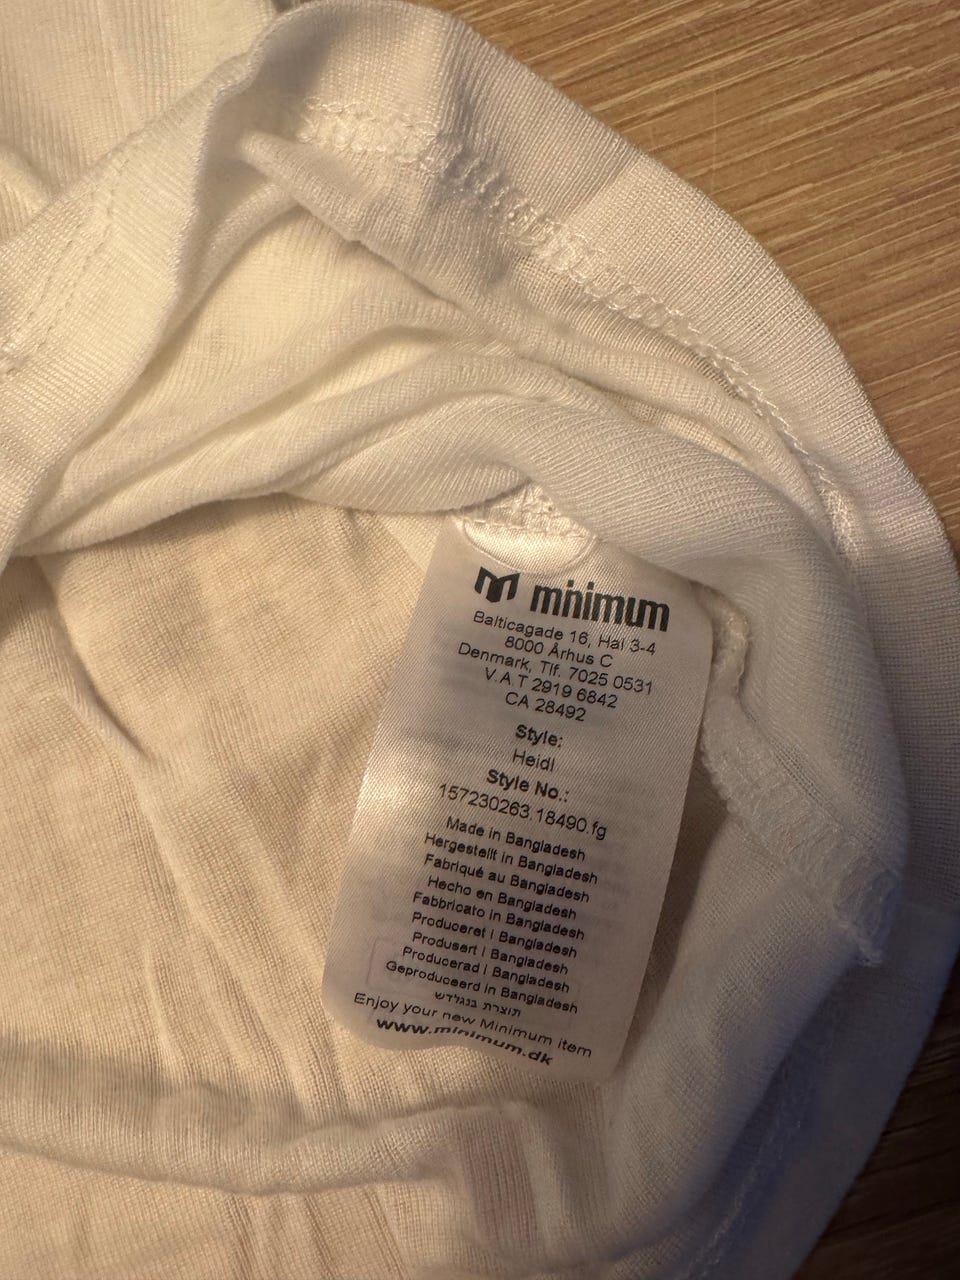 minimum
Balticagade 16, Hal 3-4
8000 Århus C
Denmark, Tlf. 7025 0531
V.A.T 2919 6842
CA 28492
Style:
Heidl
Style No.:
157230263.18490.fg
Made in Bangladesh
Hergestellt in Bangladesh
Fabriqué au Bangladesh
Hecho en Bangladesh
Fabbricato in Bangladesh
Produceret i Bangladesh
Produsert i Bangladesh
Producerad i Bangladesh
Geproduceerd in Bangladesh
תוצרת בנגלדש
Enjoy your new Minimum item
www.minimum.dk